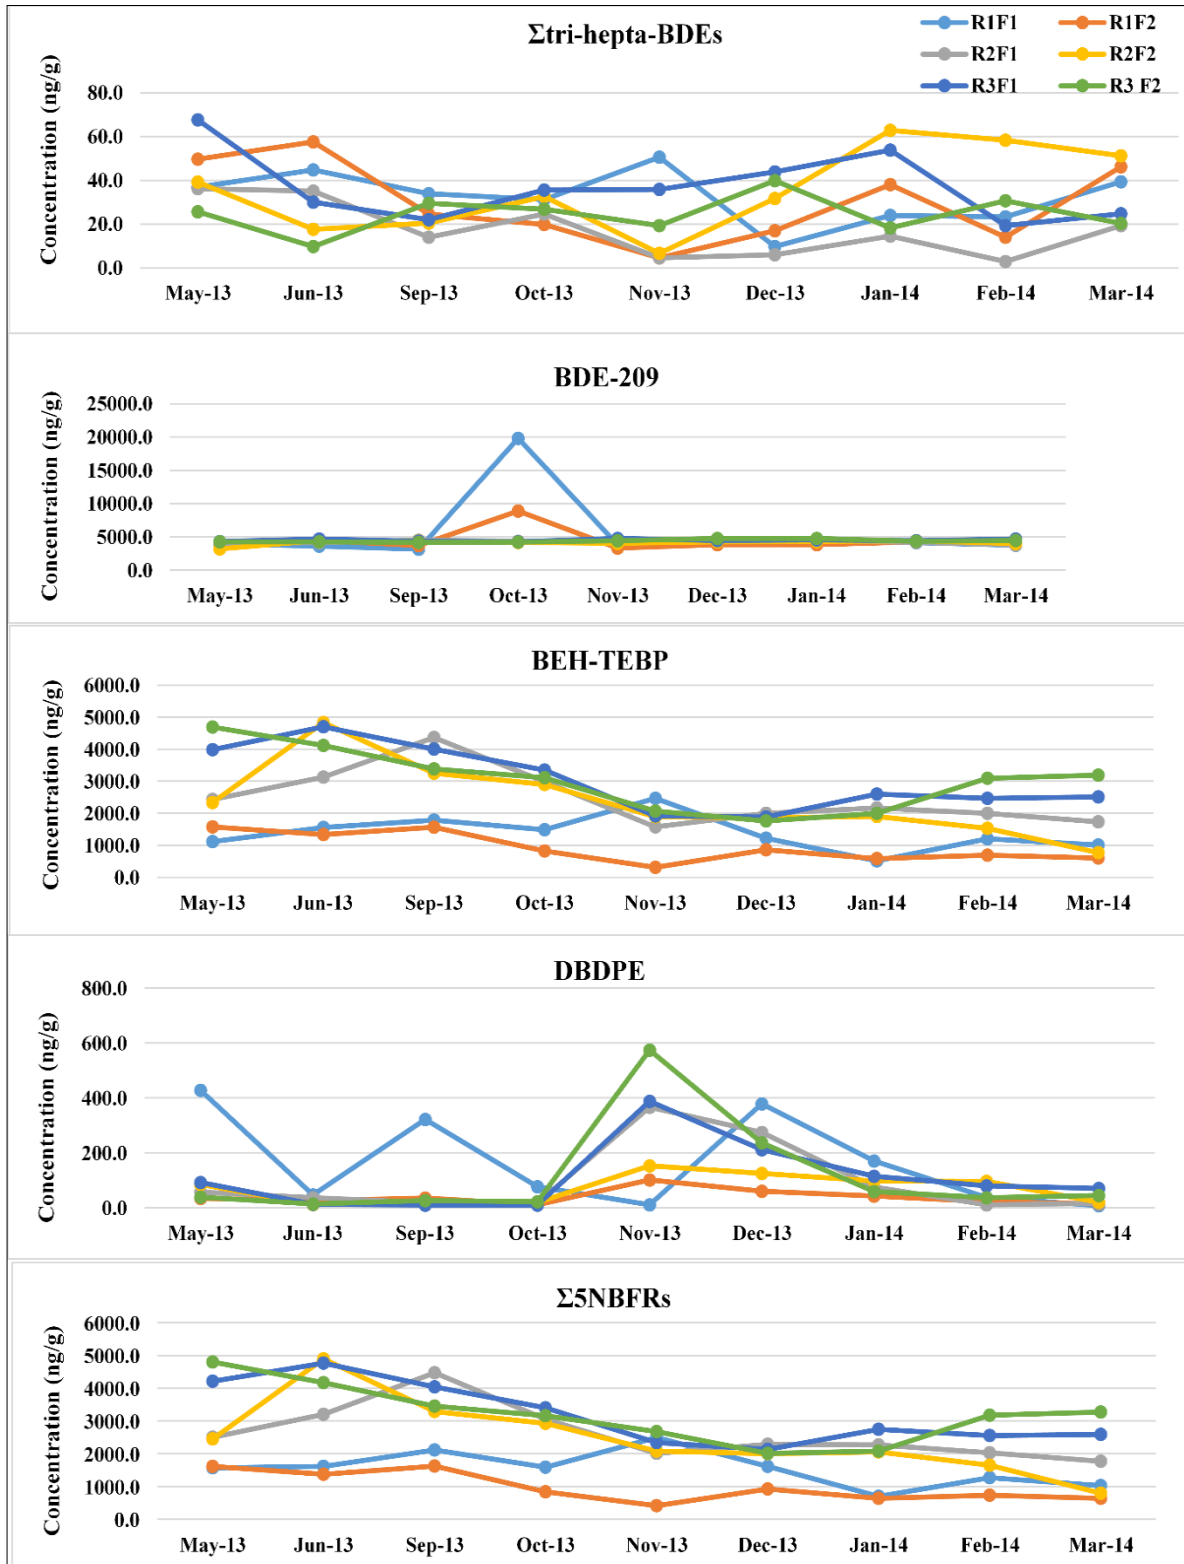 Σtri-hepta-BDEs
R1F1 R1F2
R2F1 R2F2
R3F1 R3 F2
Concentration (ng/g)
80.0
60.0
40.0
20.0
0.0
May-13 Jun-13 Sep-13 Oct-13 Nov-13 Dec-13 Jan-14 Feb-14 Mar-14
BDE-209
Concentration (ng/g)
25000.0
20000.0
15000.0
10000.0
5000.0
0.0
May-13 Jun-13 Sep-13 Oct-13 Nov-13 Dec-13 Jan-14 Feb-14 Mar-14
BEH-TEBP
Concentration (ng/g)
6000.0
5000.0
4000.0
3000.0
2000.0
1000.0
0.0
May-13 Jun-13 Sep-13 Oct-13 Nov-13 Dec-13 Jan-14 Feb-14 Mar-14
DBDPE
Concentration (ng/g)
800.0
600.0
400.0
200.0
0.0
May-13 Jun-13 Sep-13 Oct-13 Nov-13 Dec-13 Jan-14 Feb-14 Mar-14
Σ5NBFRs
Concentration (ng/g)
6000.0
5000.0
4000.0
3000.0
2000.0
1000.0
0.0
May-13 Jun-13 Sep-13 Oct-13 Nov-13 Dec-13 Jan-14 Feb-14 Mar-14